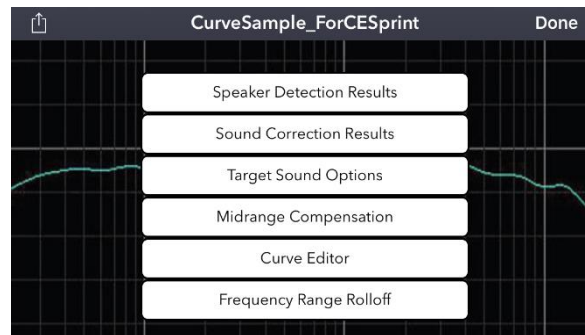 CurveSample_ForCESprint Done
Speaker Detection Results
Sound Correction Results
Target Sound Options
Midrange Compensation
Curve Editor
Frequency Range Rolloff